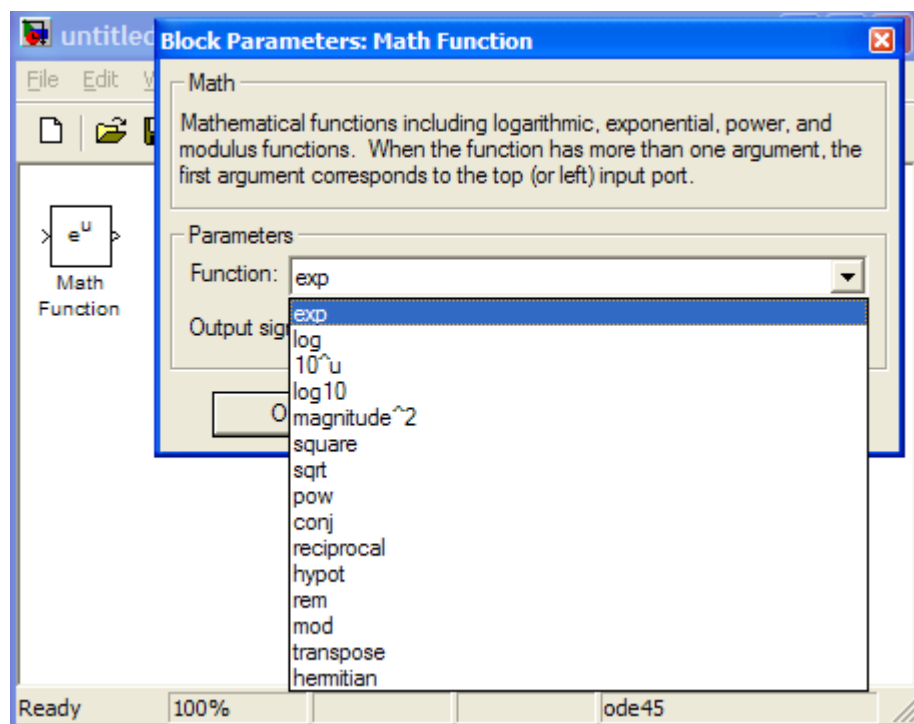 untitled
Block Parameters: Math Function
File Edit
Math
Mathematical functions including logarithmic, exponential, power, and
modulus functions. When the function has more than one argument, the
first argument corresponds to the top (or left) input port.
e^u
Math
Function
Parameters
Function: exp
Output
exp
log
10^u
log10
magnitude^2
square
sqrt
pow
conj
reciprocal
hypot
rem
mod
transpose
hermitian
Ready 100% ode45